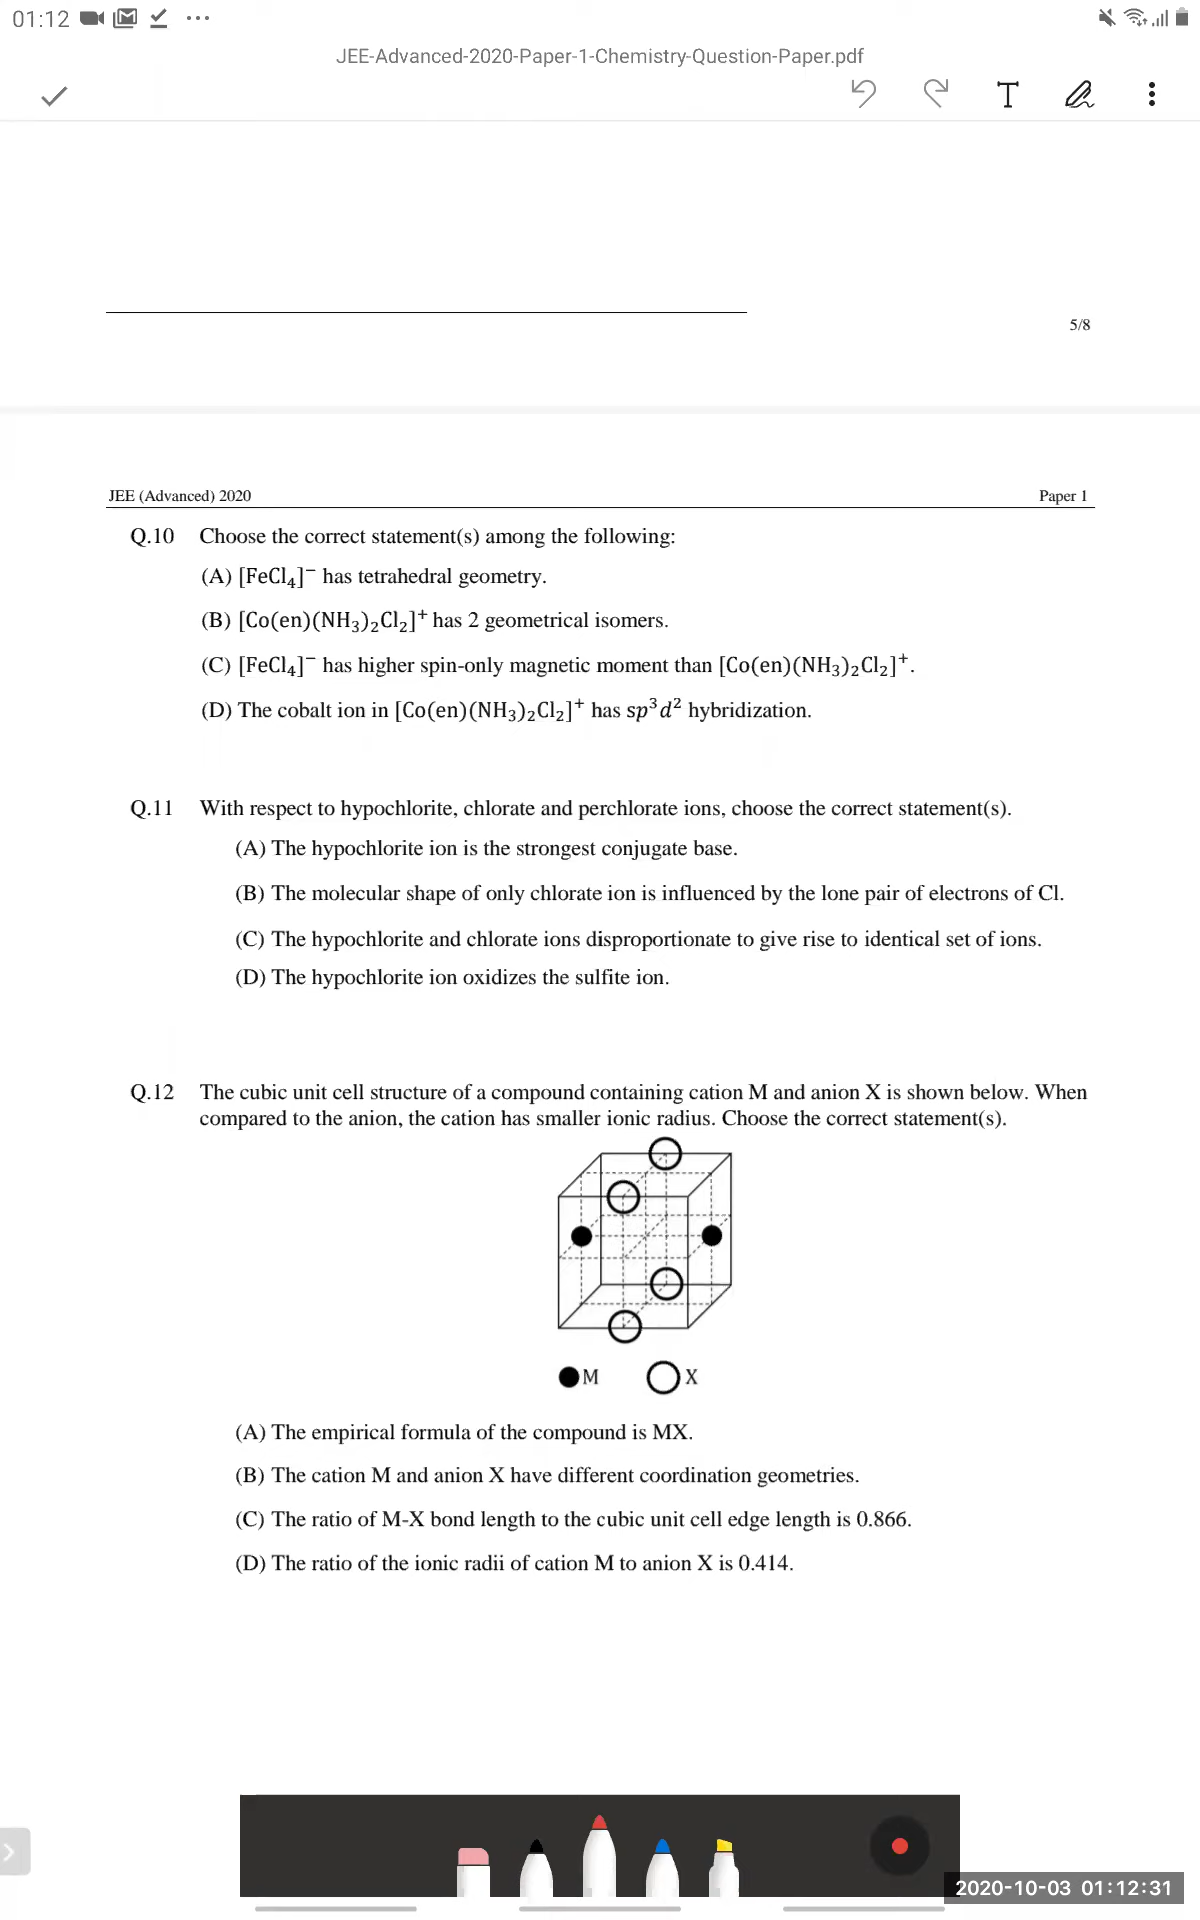 01:12
JEE-Advanced-2020-Paper-1-Chemistry-Question-Paper.pdf
5/8
JEE (Advanced) 2020 Paper 1
Q.10 Choose the correct statement(s) among the following:
(A) [FeCl₄]⁻ has tetrahedral geometry.
(B) [Co(en)(NH₃)₂Cl₂]⁺ has 2 geometrical isomers.
(C) [FeCl₄]⁻ has higher spin-only magnetic moment than [Co(en)(NH₃)₂Cl₂]⁺.
(D) The cobalt ion in [Co(en)(NH₃)₂Cl₂]⁺ has sp³d² hybridization.
Q.11 With respect to hypochlorite, chlorate and perchlorate ions, choose the correct statement(s).
(A) The hypochlorite ion is the strongest conjugate base.
(B) The molecular shape of only chlorate ion is influenced by the lone pair of electrons of Cl.
(C) The hypochlorite and chlorate ions disproportionate to give rise to identical set of ions.
(D) The hypochlorite ion oxidizes the sulfite ion.
Q.12 The cubic unit cell structure of a compound containing cation M and anion X is shown below. When
compared to the anion, the cation has smaller ionic radius. Choose the correct statement(s).
M X
(A) The empirical formula of the compound is MX.
(B) The cation M and anion X have different coordination geometries.
(C) The ratio of M-X bond length to the cubic unit cell edge length is 0.866.
(D) The ratio of the ionic radii of cation M to anion X is 0.414.
2020-10-03 01:12:31